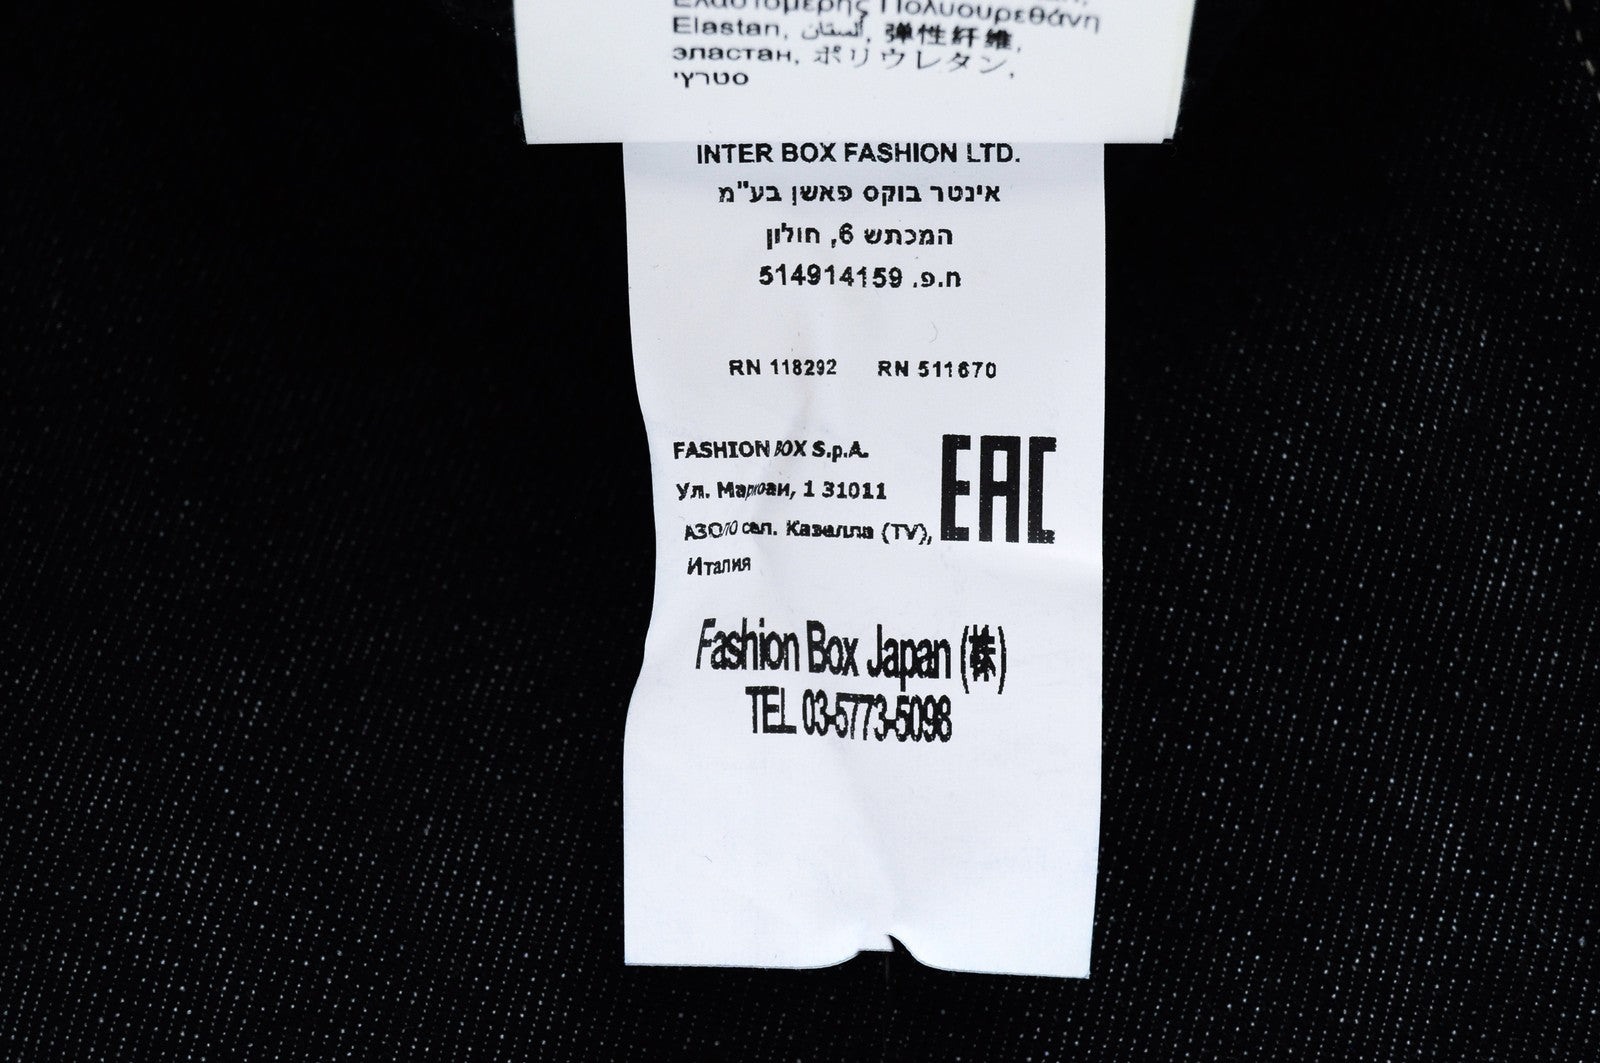 Ελαστομερής Πολυουρεθάνη
Elastan, إلستان, 弹性纤维,
эластан, ポリウレタン,
סטרץ'
INTER BOX FASHION LTD.
אינטר בוקס פאשן בע"מ
המכתש 6, חולון
ח.פ. 514914159
RN 118292 RN 511670
FASHION BOX S.p.A.
Ул. Маркони, 1 31011
АЗОЛО сел. Казелла (TV),
Италия
EAC
Fashion Box Japan (株)
TEL 03-5773-5098